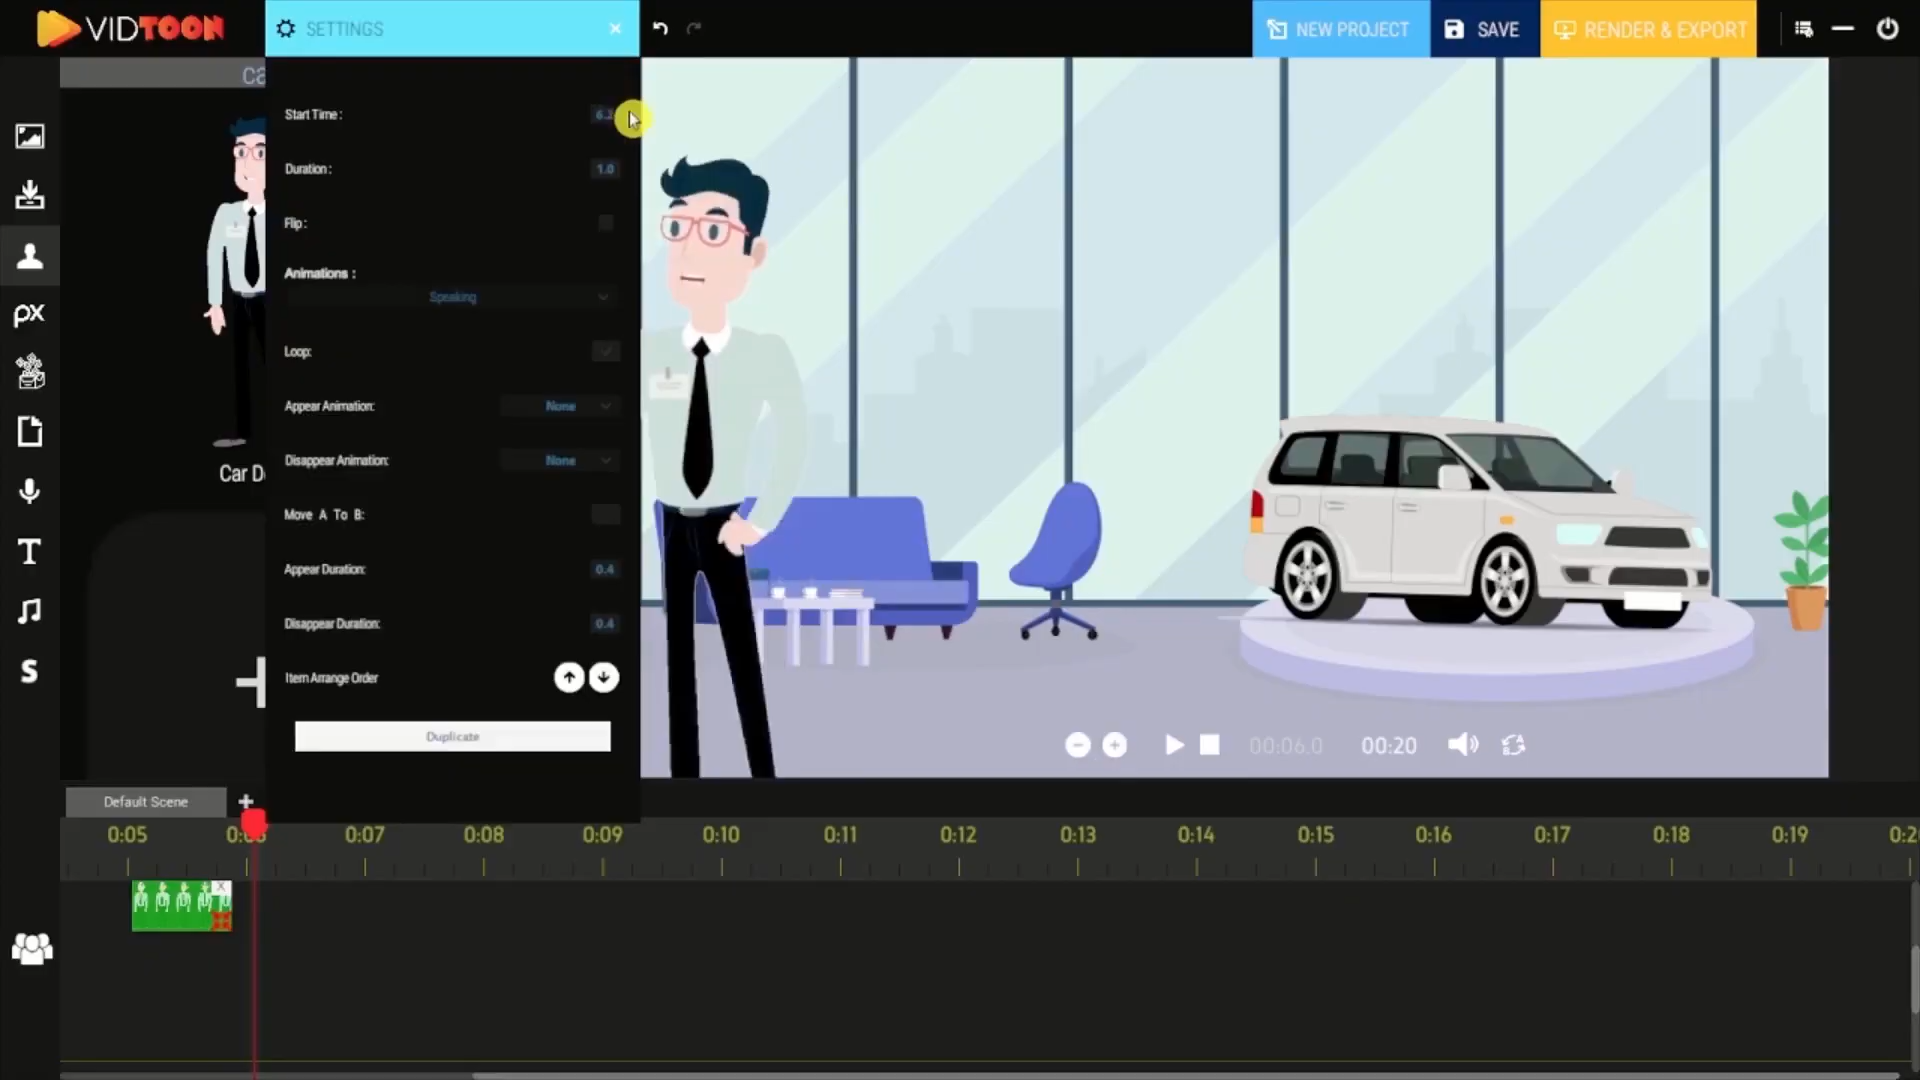 VIDTOON
SETTINGS
×
NEW PROJECT
SAVE
RENDER & EXPORT
Start Time :
Duration :
1.0
Flip :
Animations :
Speaking
Loop:
Appear Animation:
None
Disappear Animation:
None
Move A To B:
Appear Duration:
0.4
Disappear Duration:
0.4
Item Arrange Order
Duplicate
Car
px
T
S
00:06.0
00:20
Default Scene
+
0:05
0:07
0:08
0:09
0:10
0:11
0:12
0:13
0:14
0:15
0:16
0:17
0:18
0:19
X